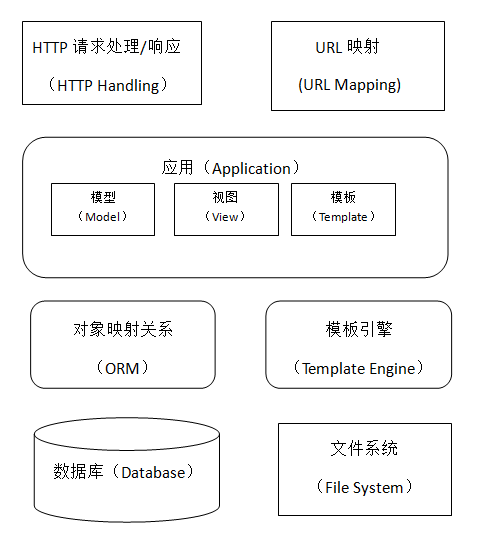 HTTP 请求处理/响应
（HTTP Handling）
URL 映射
(URL Mapping)
应用（Application）
模型
（Model）
视图
（View）
模板
（Template）
对象映射关系
（ORM）
模板引擎
（Template Engine）
数据库（Database）
文件系统
（File System）